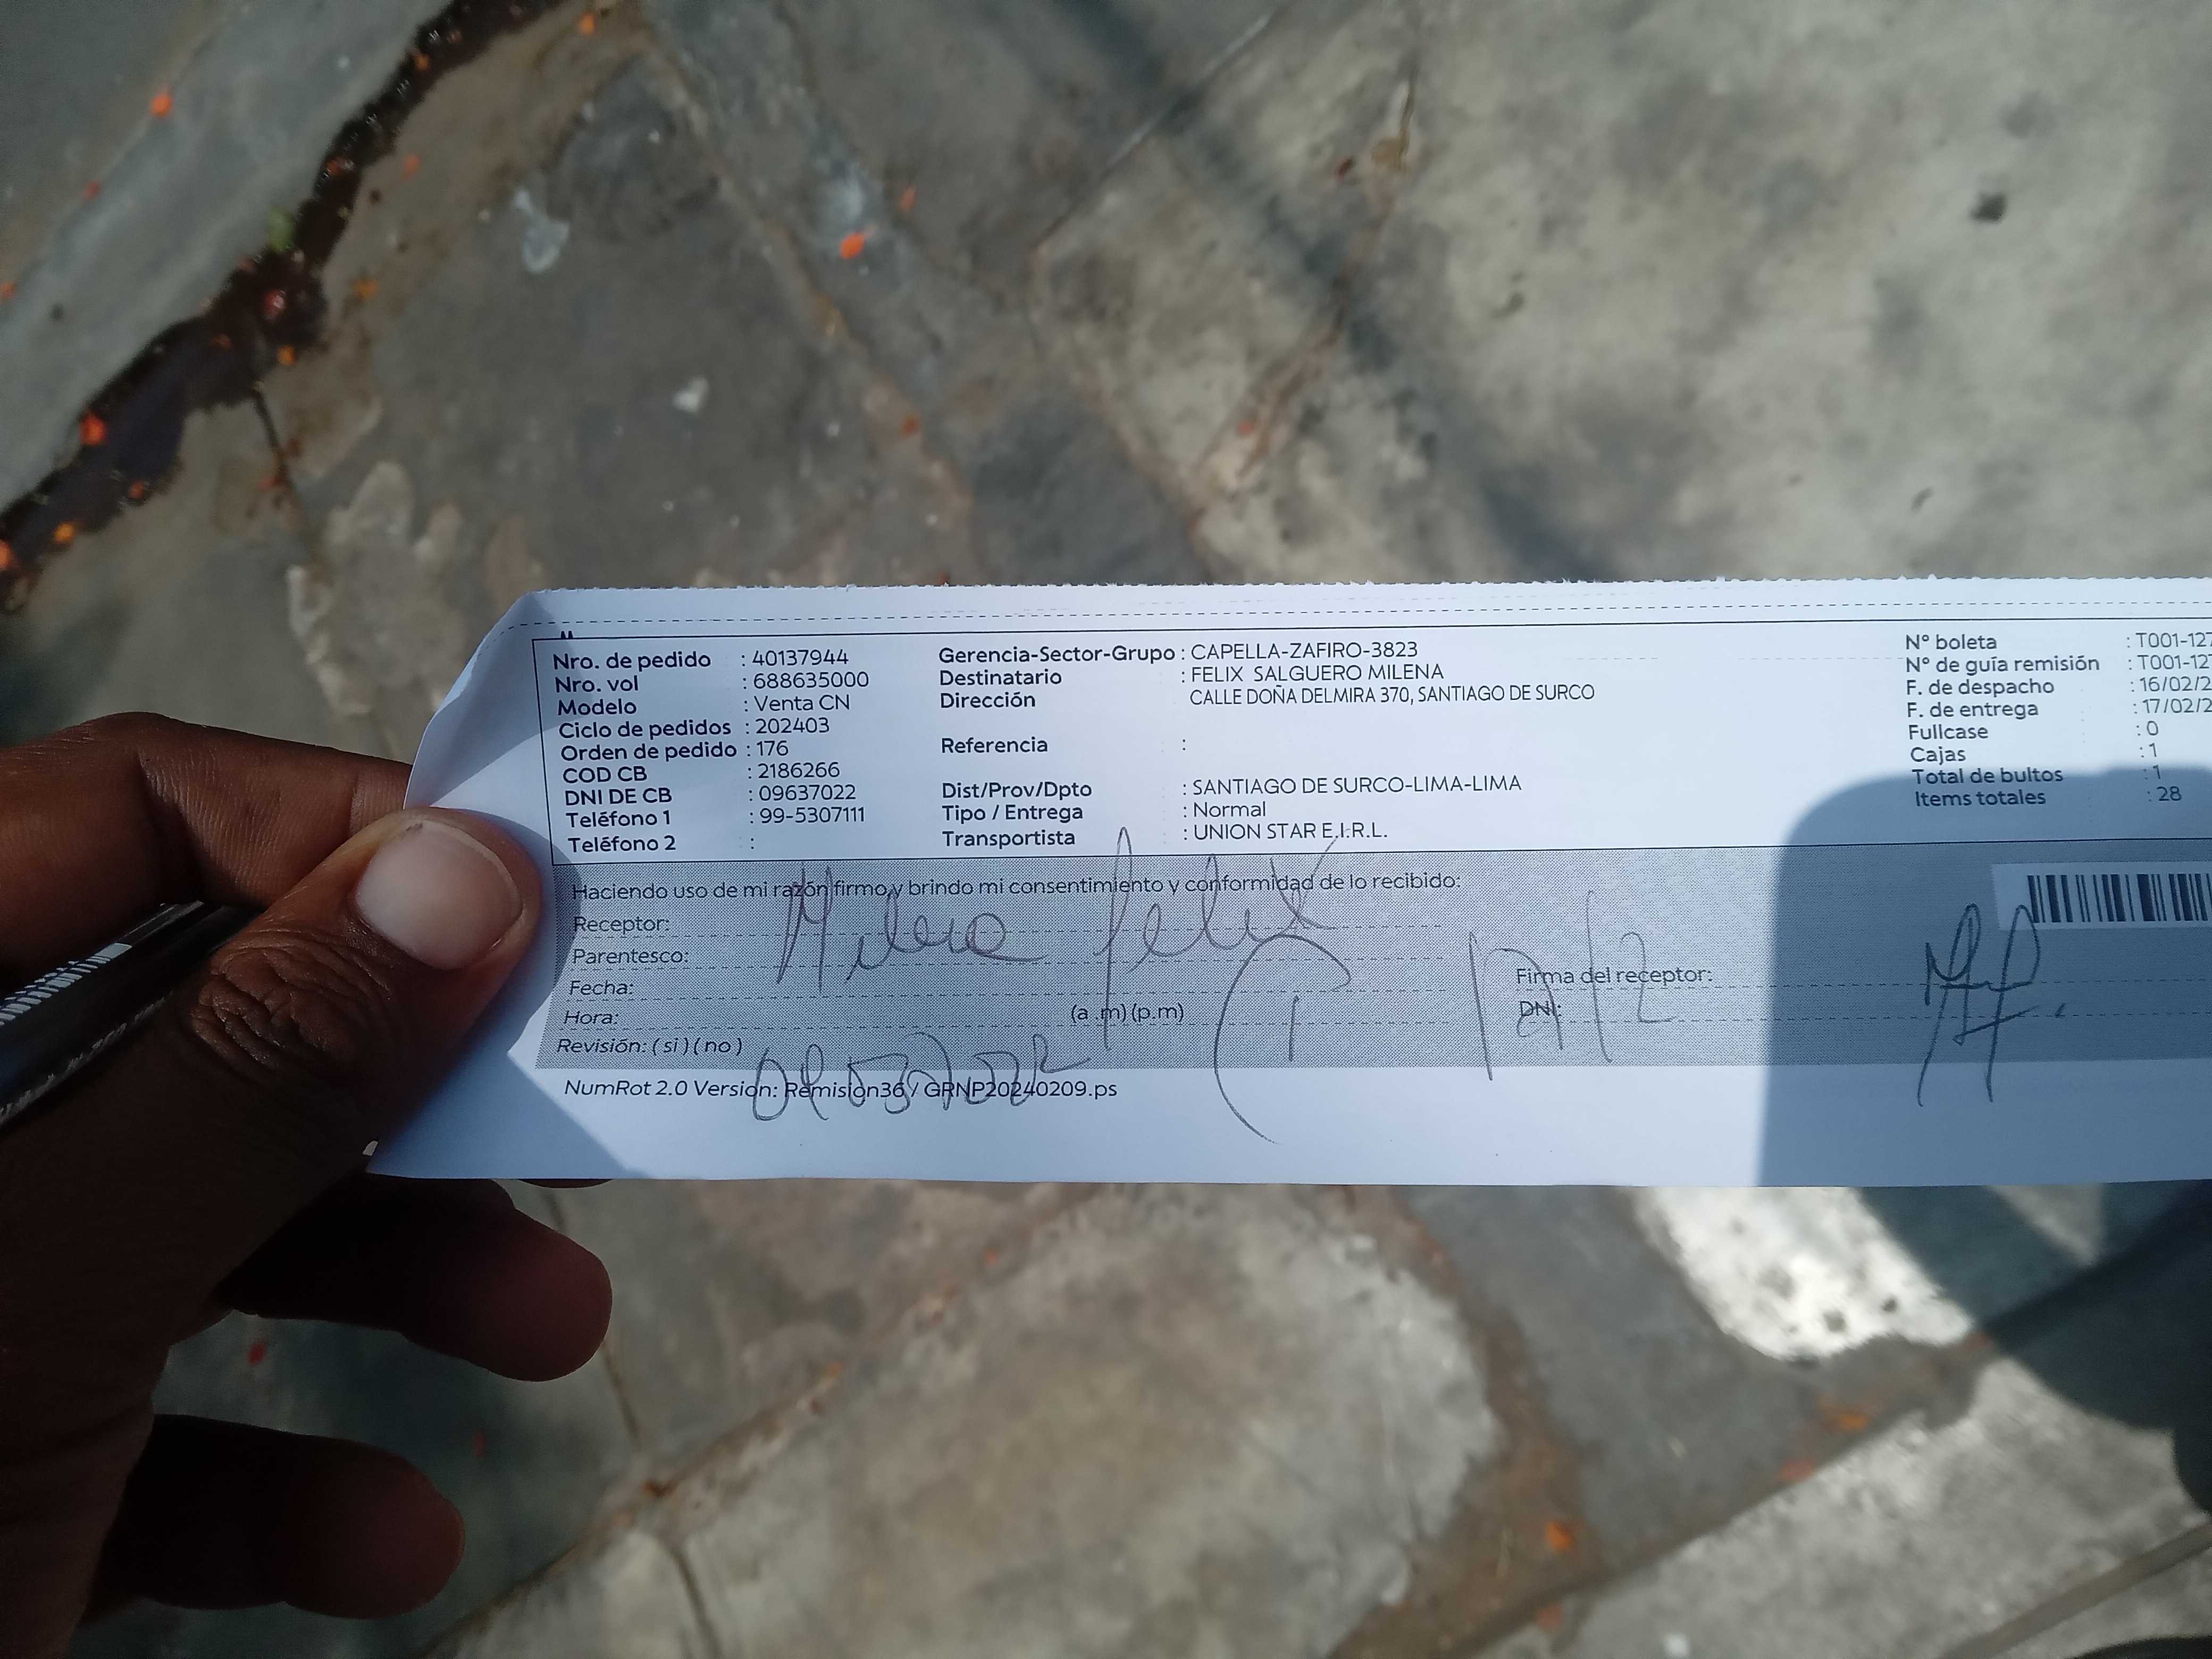 Nro. de pedido : 40137944
Nro. vol : 688635000
Modelo : Venta CN
Ciclo de pedidos : 202403
Orden de pedido : 176
COD CB : 2186266
DNI DE CB : 09637022
Teléfono 1 : 99-5307111
Teléfono 2 :
Gerencia-Sector-Grupo : CAPELLA-ZAFIRO-3823
Destinatario : FELIX SALGUERO MILENA
Dirección CALLE DOÑA DELMIRA 370, SANTIAGO DE SURCO
Referencia :
Dist/Prov/Dpto : SANTIAGO DE SURCO-LIMA-LIMA
Tipo / Entrega : Normal
Transportista : UNION STAR E.I.R.L.
N° boleta : T001-127
N° de guía remisión : T001-127
F. de despacho : 16/02/2
F. de entrega : 17/02/2
Fullcase : 0
Cajas : 1
Total de bultos : 1
Items totales : 28
Haciendo uso de mi razón firmo y brindo mi consentimiento y conformidad de lo recibido:
Receptor: Milena Felix
Parentesco:
Fecha:
Hora: (a .m) (p.m)
Revisión: ( si ) ( no )
Firma del receptor:
DNI:
NumRot 2.0 Version: Remision36 / GRNP20240209.ps